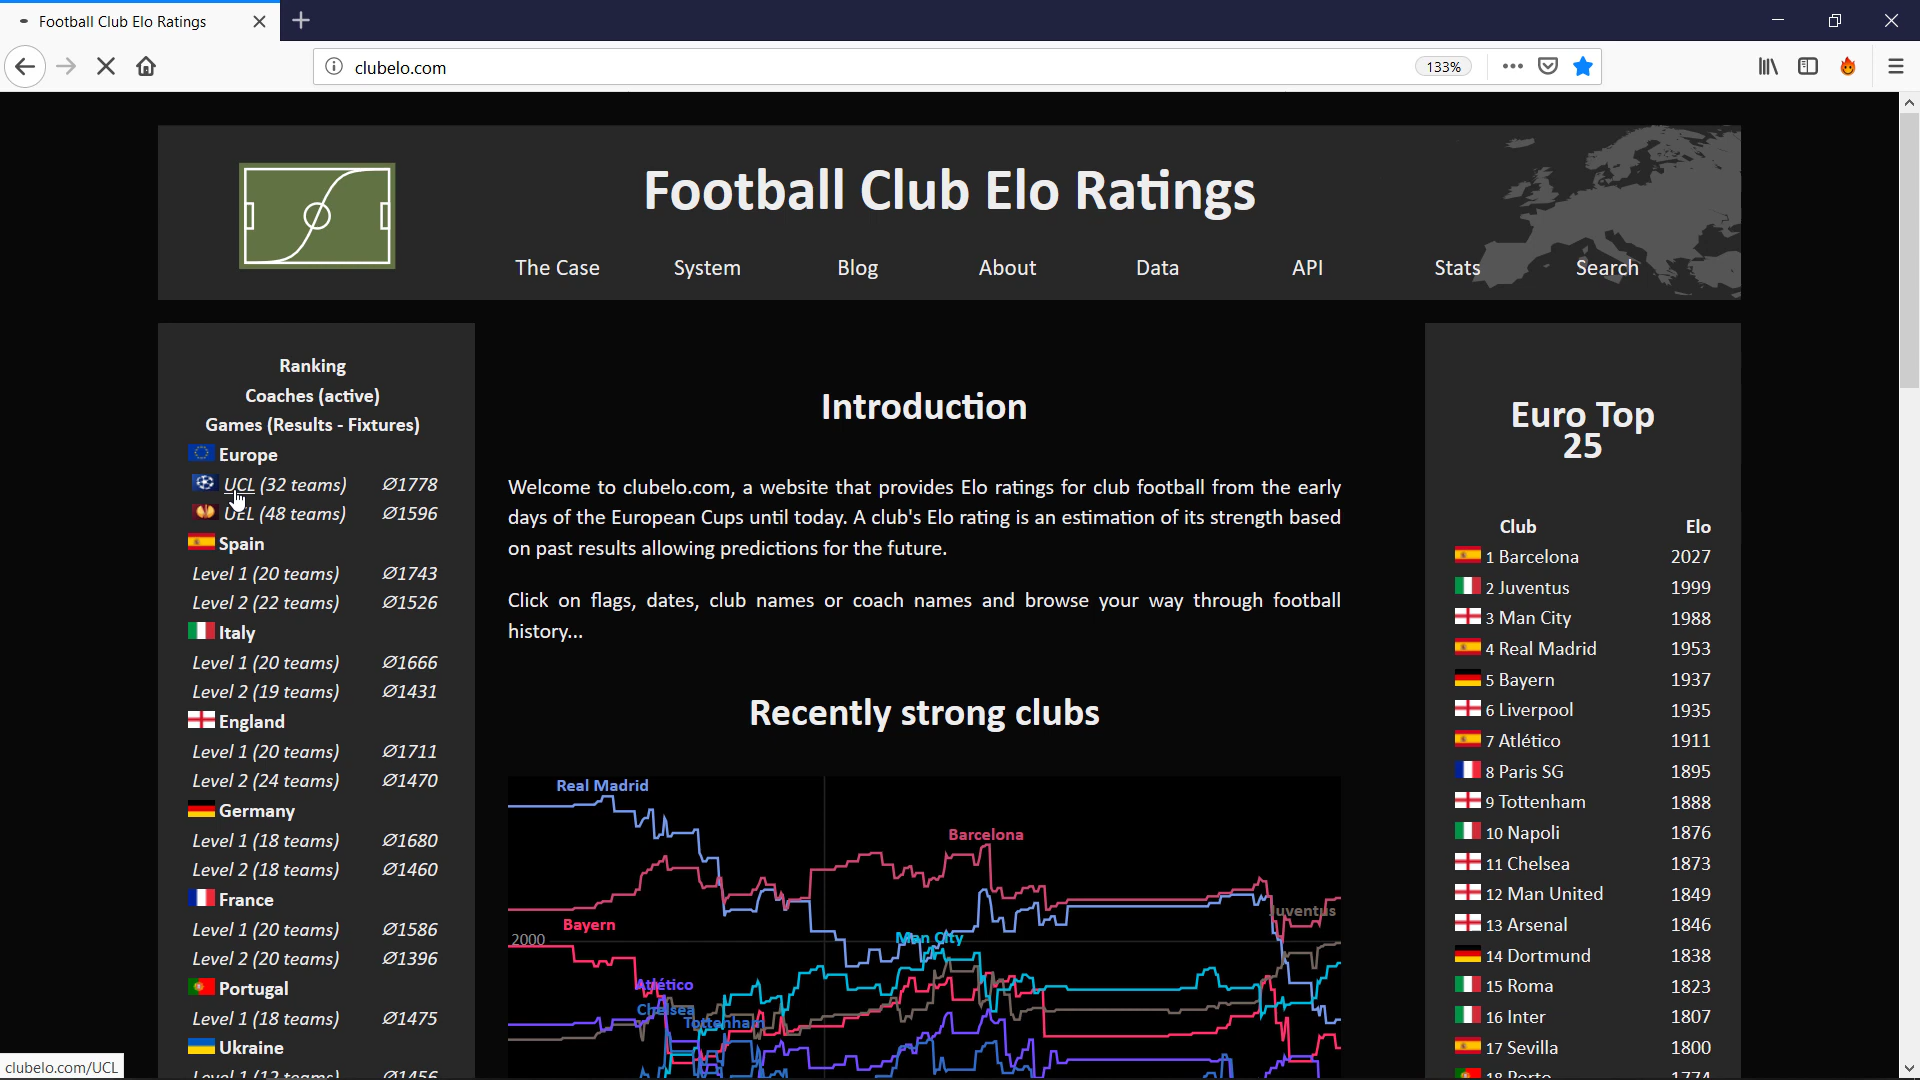 Football Club Elo Ratings
clubelo.com
133%
Football Club Elo Ratings
The Case System Blog About Data API Stats Search
Ranking
Coaches (active)
Games (Results - Fixtures)
Europe
UCL (32 teams) Ø1778
UEL (48 teams) Ø1596
Spain
Level 1 (20 teams) Ø1743
Level 2 (22 teams) Ø1526
Italy
Level 1 (20 teams) Ø1666
Level 2 (19 teams) Ø1431
England
Level 1 (20 teams) Ø1711
Level 2 (24 teams) Ø1470
Germany
Level 1 (18 teams) Ø1680
Level 2 (18 teams) Ø1460
France
Level 1 (20 teams) Ø1586
Level 2 (20 teams) Ø1396
Portugal
Level 1 (18 teams) Ø1475
Ukraine
Level 1 (12 teams) Ø1456
Introduction
Welcome to clubelo.com, a website that provides Elo ratings for club football from the early
days of the European Cups until today. A club's Elo rating is an estimation of its strength based
on past results allowing predictions for the future.
Click on flags, dates, club names or coach names and browse your way through football
history...
Recently strong clubs
Real Madrid
Barcelona
Juventus
Bayern
2000
Man City
Atlético
Chelsea
Tottenham
Euro Top
25
Club Elo
1 Barcelona 2027
2 Juventus 1999
3 Man City 1988
4 Real Madrid 1953
5 Bayern 1937
6 Liverpool 1935
7 Atlético 1911
8 Paris SG 1895
9 Tottenham 1888
10 Napoli 1876
11 Chelsea 1873
12 Man United 1849
13 Arsenal 1846
14 Dortmund 1838
15 Roma 1823
16 Inter 1807
17 Sevilla 1800
18 Porto 1774
clubelo.com/UCL